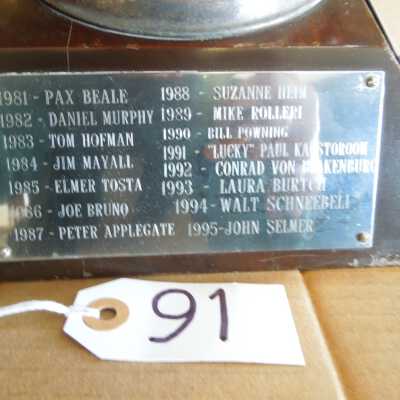 1981 - PAX BEALE
1982 - DANIEL MURPHY
1983 - TOM HOFMAN
1984 - JIM MAYALL
1985 - ELMER TOSTA
1986 - JOE BRUNO
1987 - PETER APPLEGATE
1988 - SUZANNE HEIM
1989 - MIKE ROLLERI
1990 - BILL POWNING
1991 - "LUCKY" PAUL
1992 - CONRAD VON
1993 - LAURA BURTCH
1994 - WALT SCHNEEBELI
1995-JOHN SELMER
91